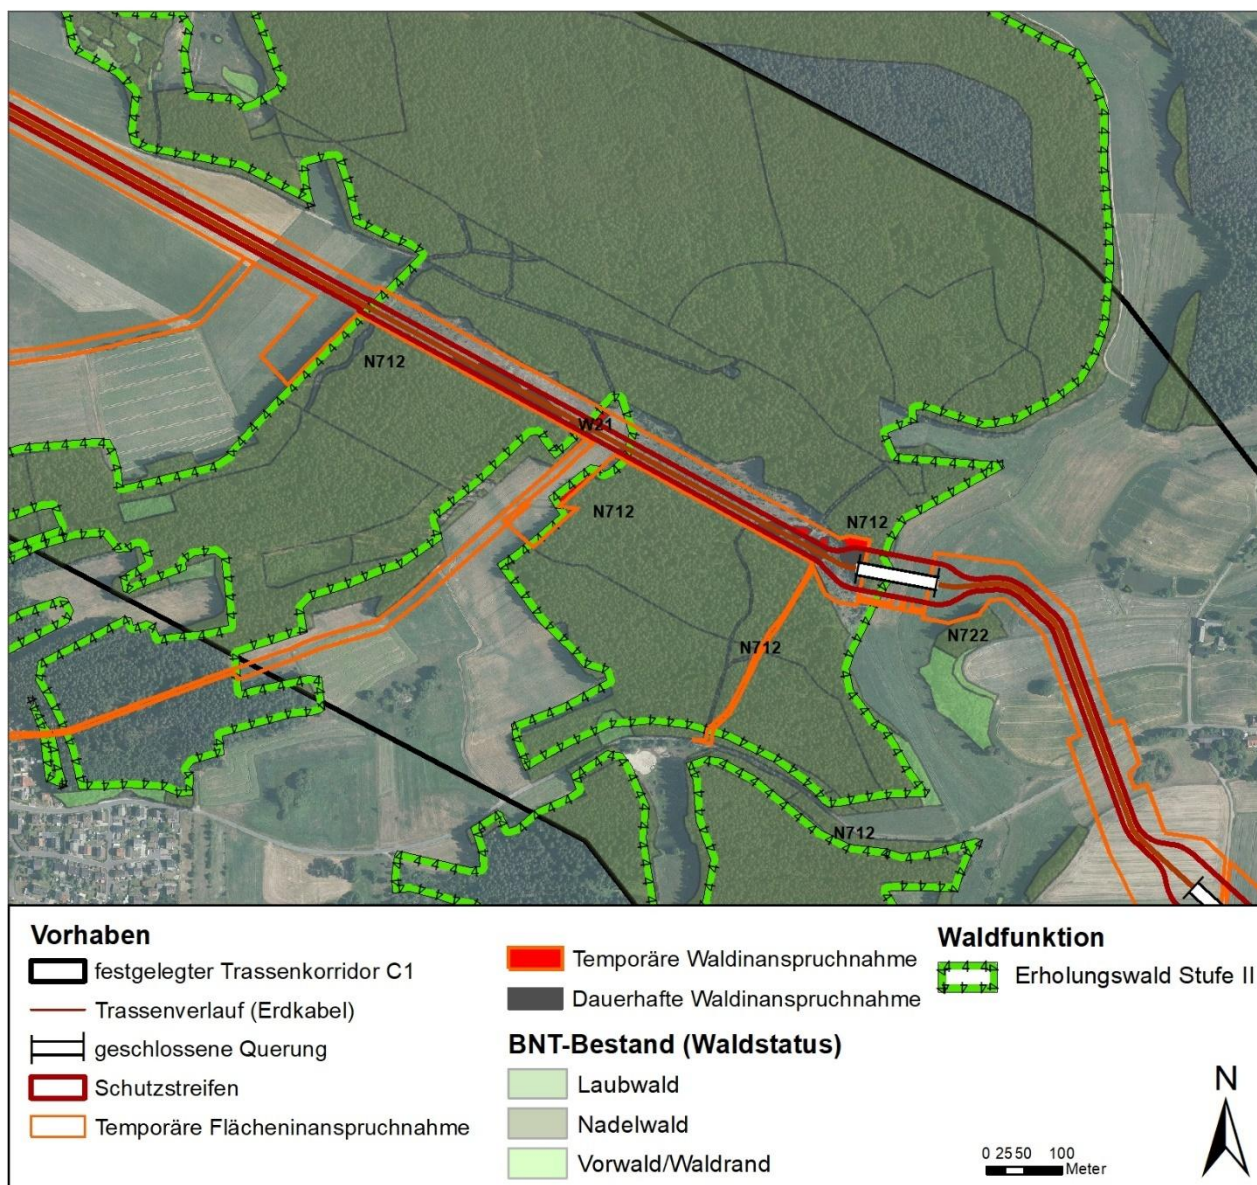 N712
W21
N712
N712
N712
N722
N712
Vorhaben
festgelegter Trassenkorridor C1
Trassenverlauf (Erdkabel)
geschlossene Querung
Schutzstreifen
Temporäre Flächeninanspruchnahme
Temporäre Waldinanspruchnahme
Dauerhafte Waldinanspruchnahme
BNT-Bestand (Waldstatus)
Laubwald
Nadelwald
Vorwald/Waldrand
Waldfunktion
Erholungswald Stufe II
N
0 25 50 100
Meter